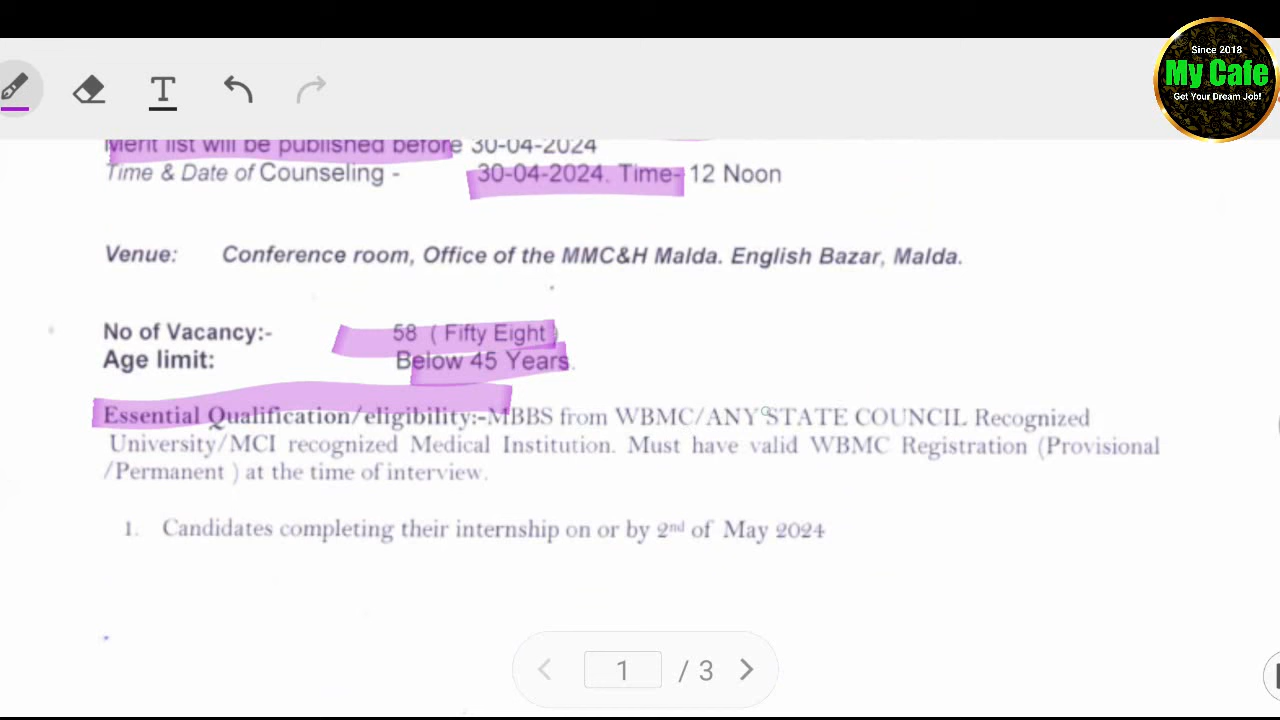 Since 2018
My Cafe
Get Your Dream Job!
T
Merit list will be published before 30-04-2024
Time & Date of Counseling - 30-04-2024. Time- 12 Noon
Venue: Conference room, Office of the MMC&H Malda. English Bazar, Malda.
No of Vacancy:- 58 ( Fifty Eight )
Age limit: Below 45 Years.
Essential Qualification/eligibility:-MBBS from WBMC/ANY STATE COUNCIL Recognized
University/MCI recognized Medical Institution. Must have valid WBMC Registration (Provisional
/Permanent ) at the time of interview.
1. Candidates completing their internship on or by 2nd of May 2024
1 / 3